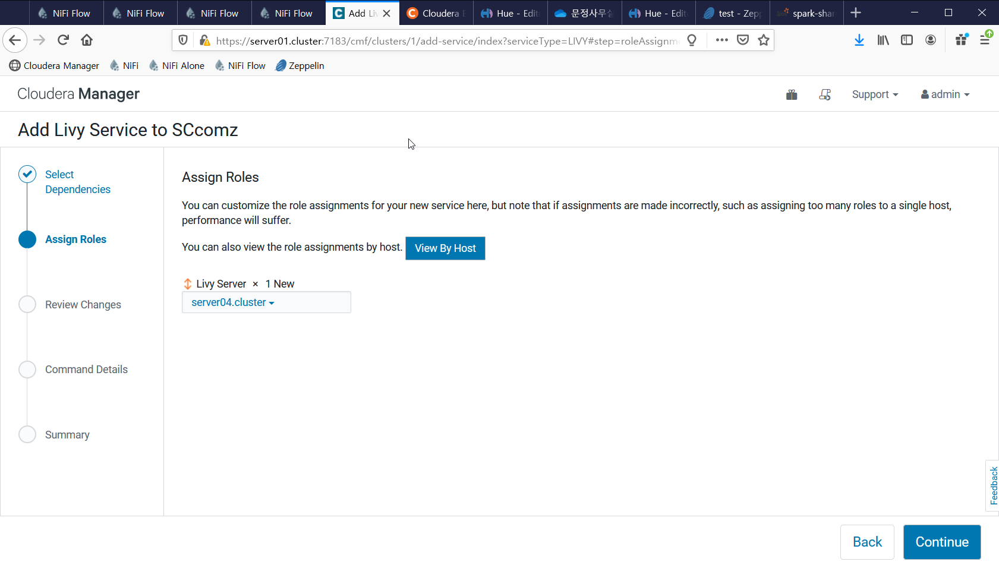 NiFi Flow
NiFi Flow
NiFi Flow
NiFi Flow
Add Li
Cloudera
Hue - Edit
문정사무실
Hue - Edit
test - Zepp
spark-shar
https://server01.cluster:7183/cmf/clusters/1/add-service/index?serviceType=LIVY#step=roleAssignm
Cloudera Manager
NiFi
NiFi Alone
NiFi Flow
Zeppelin
Cloudera Manager
Support
admin
Add Livy Service to SCcomz
Select
Dependencies
Assign Roles
Review Changes
Command Details
Summary
Assign Roles
You can customize the role assignments for your new service here, but note that if assignments are made incorrectly, such as assigning too many roles to a single host,
performance will suffer.
You can also view the role assignments by host. View By Host
Livy Server × 1 New
server04.cluster
Feedback
Back
Continue